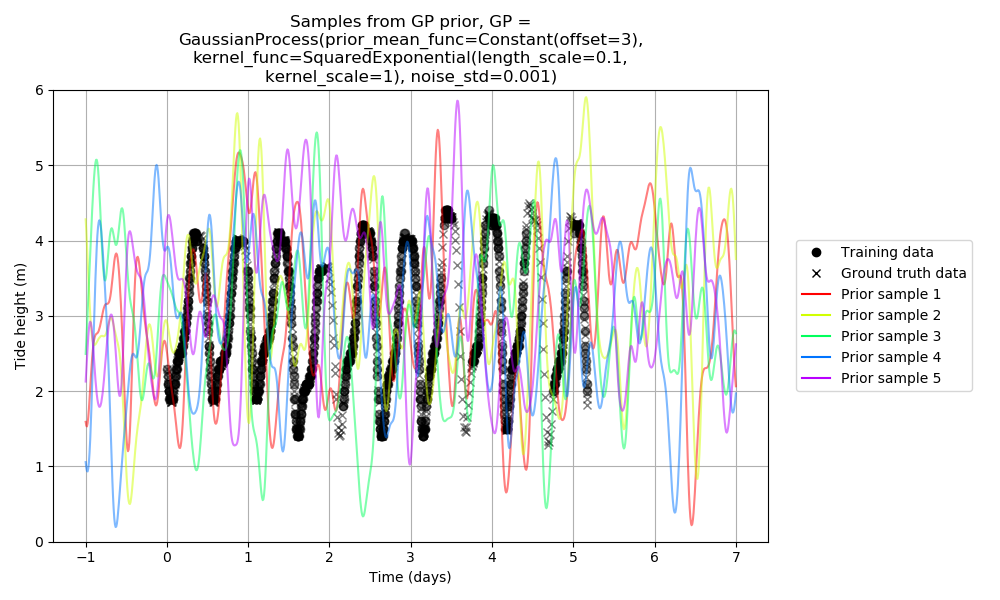 Samples from GP prior, GP =
GaussianProcess(prior_mean_func=Constant(offset=3),
kernel_func=SquaredExponential(length_scale=0.1,
kernel_scale=1), noise_std=0.001)
6
5
4
3
2
1
0
Tide height (m)
−1 0 1 2 3 4 5 6 7
Time (days)
Training data
Ground truth data
Prior sample 1
Prior sample 2
Prior sample 3
Prior sample 4
Prior sample 5